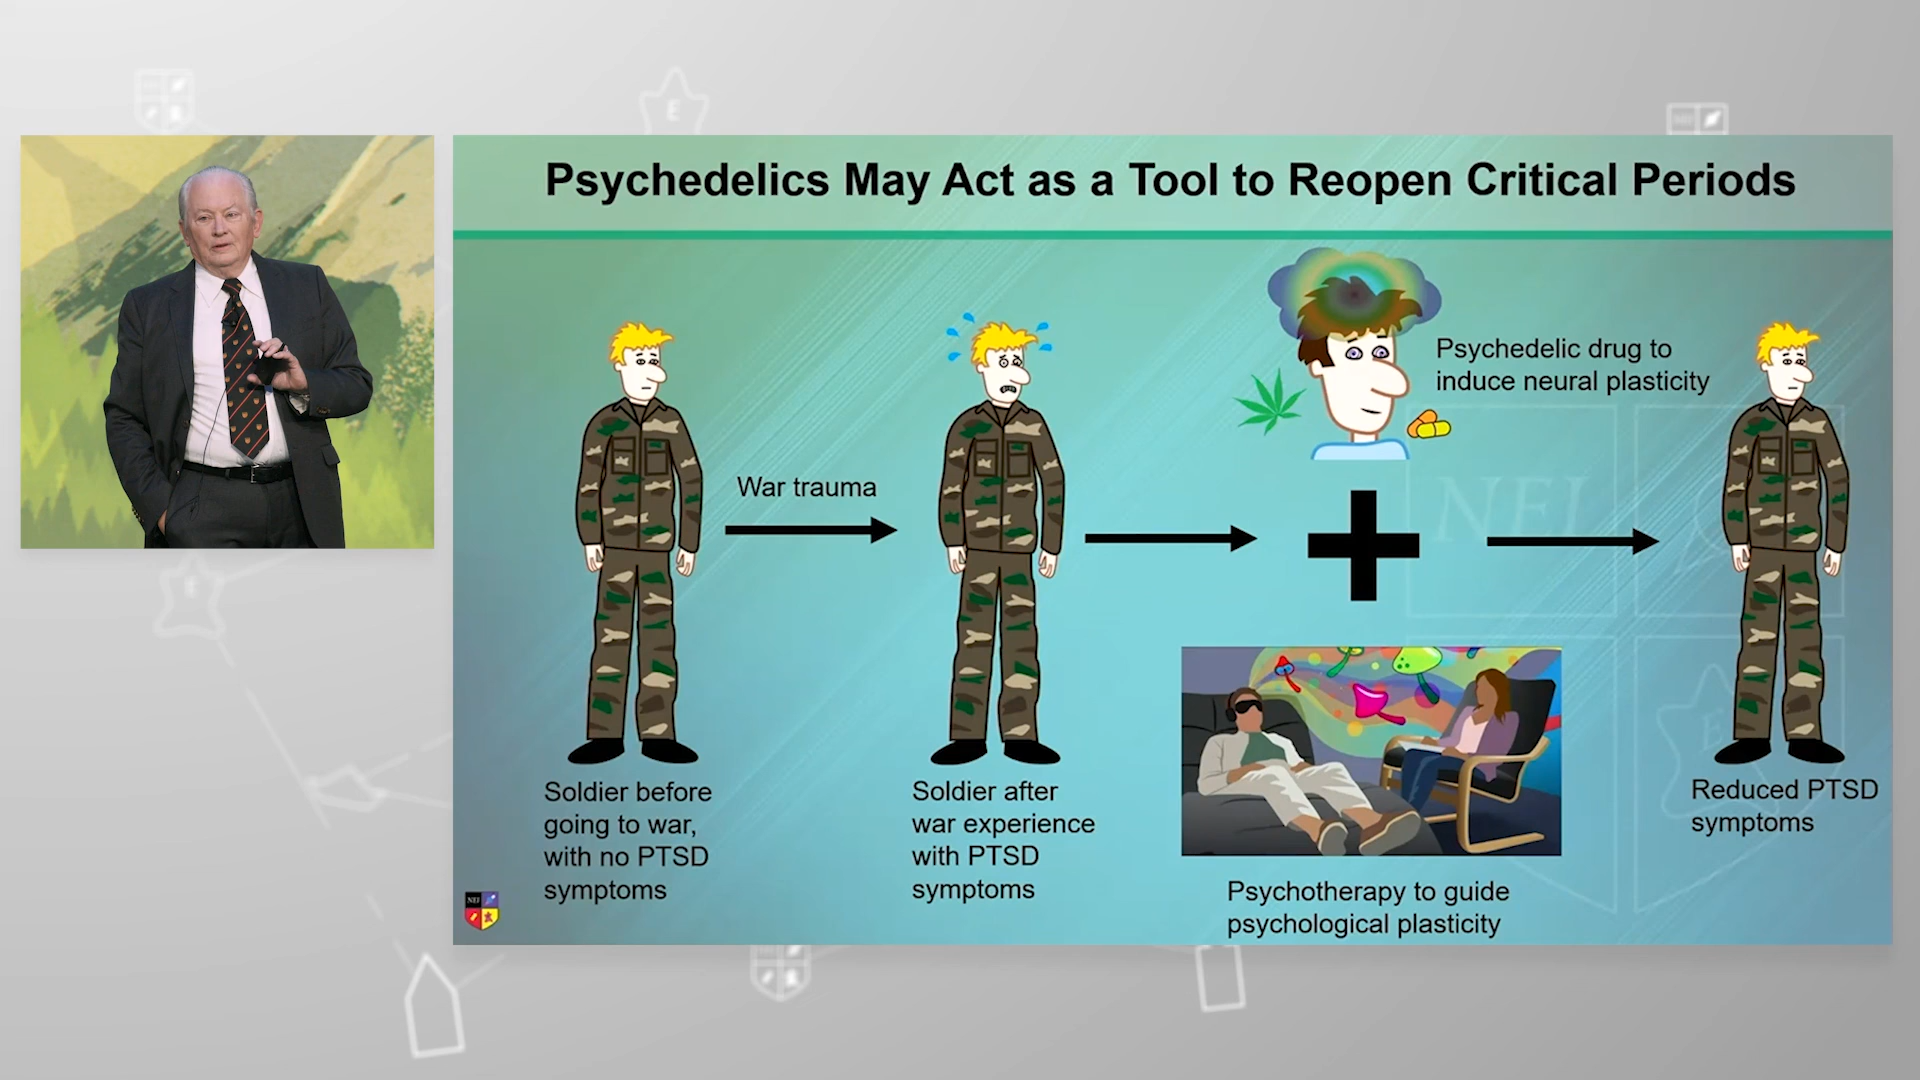 Psychedelics May Act as a Tool to Reopen Critical Periods
Psychedelic drug to
induce neural plasticity
War trauma
Soldier before
going to war,
with no PTSD
symptoms
Soldier after
war experience
with PTSD
symptoms
Psychotherapy to guide
psychological plasticity
Reduced PTSD
symptoms
NEI
NEI
E